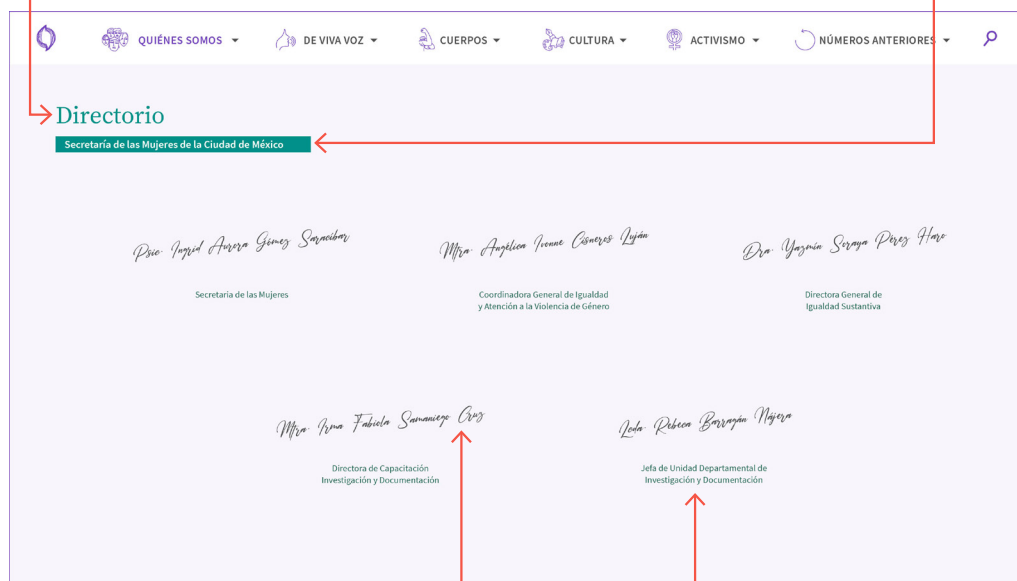 QUIÉNES SOMOS
DE VIVA VOZ
CUERPOS
CULTURA
ACTIVISMO
NÚMEROS ANTERIORES
Directorio
Secretaría de las Mujeres de la Ciudad de México
Psic. Ingrid Aurora Gómez Saracibar
Mtra. Angélica Ivonne Cisneros Luján
Dra. Yazmín Soraya Pérez Haro
Secretaria de las Mujeres
Coordinadora General de Igualdad
y Atención a la Violencia de Género
Directora General de
Igualdad Sustantiva
Mtra. Irma Fabiola Samaniego Cruz
Lcda. Rebeca Barragán Nájera
Directora de Capacitación
Investigación y Documentación
Jefa de Unidad Departamental de
Investigación y Documentación